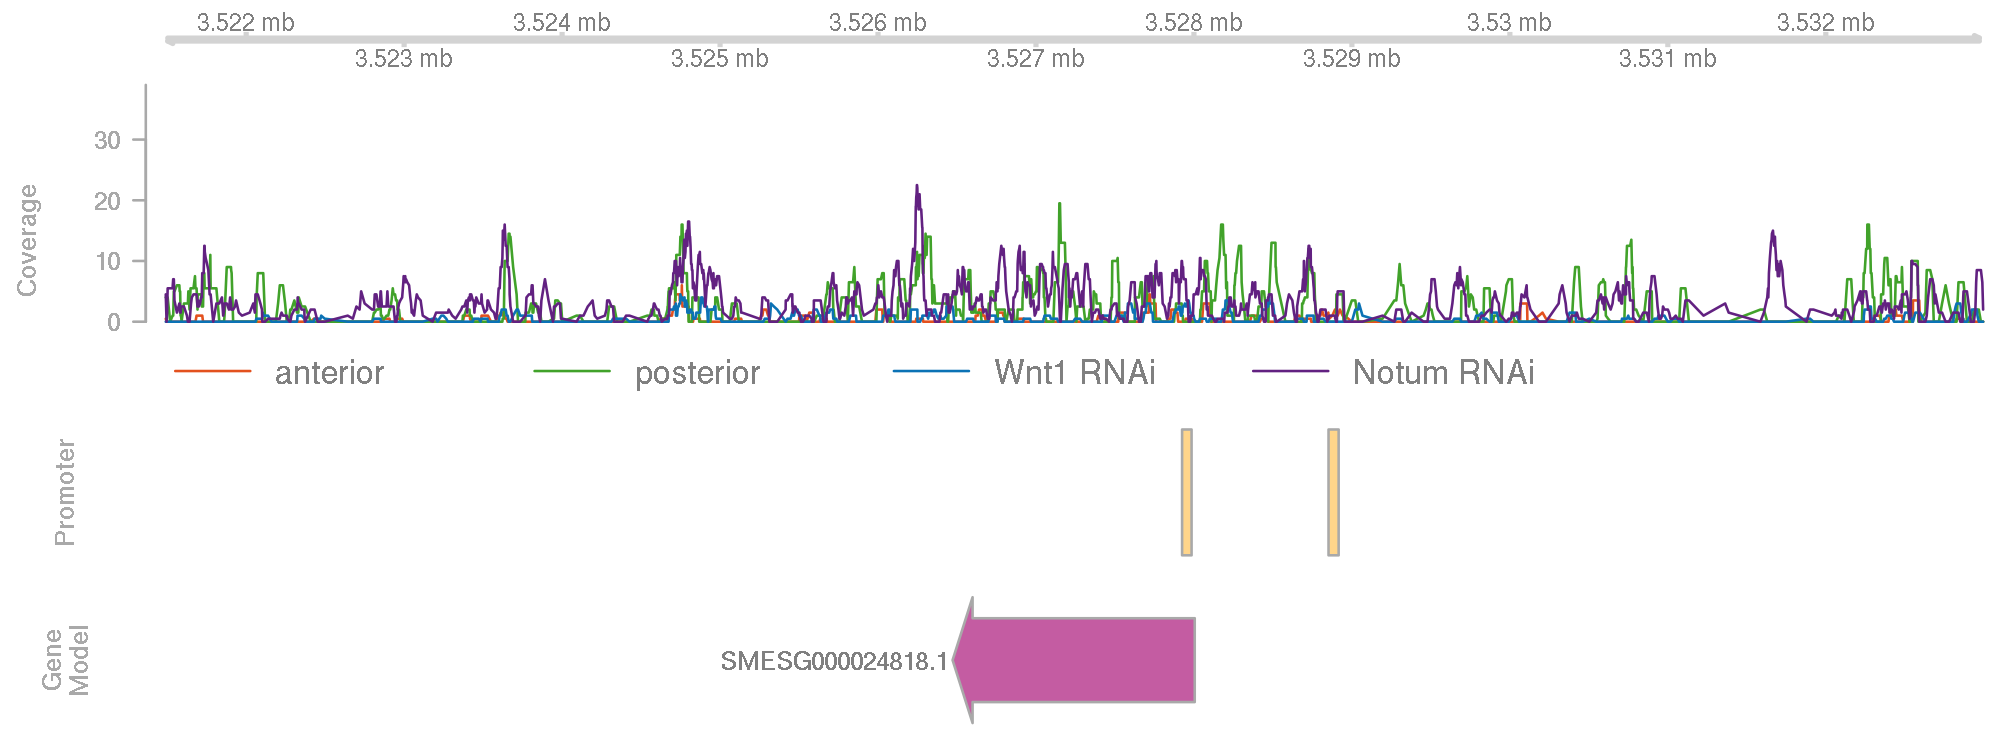 3.522 mb 3.524 mb 3.526 mb 3.528 mb 3.53 mb 3.532 mb
3.523 mb 3.525 mb 3.527 mb 3.529 mb 3.531 mb
Coverage
30
20
10
0
anterior posterior Wnt1 RNAi Notum RNAi
Promoter
Gene
Model
SMESG000024818.1